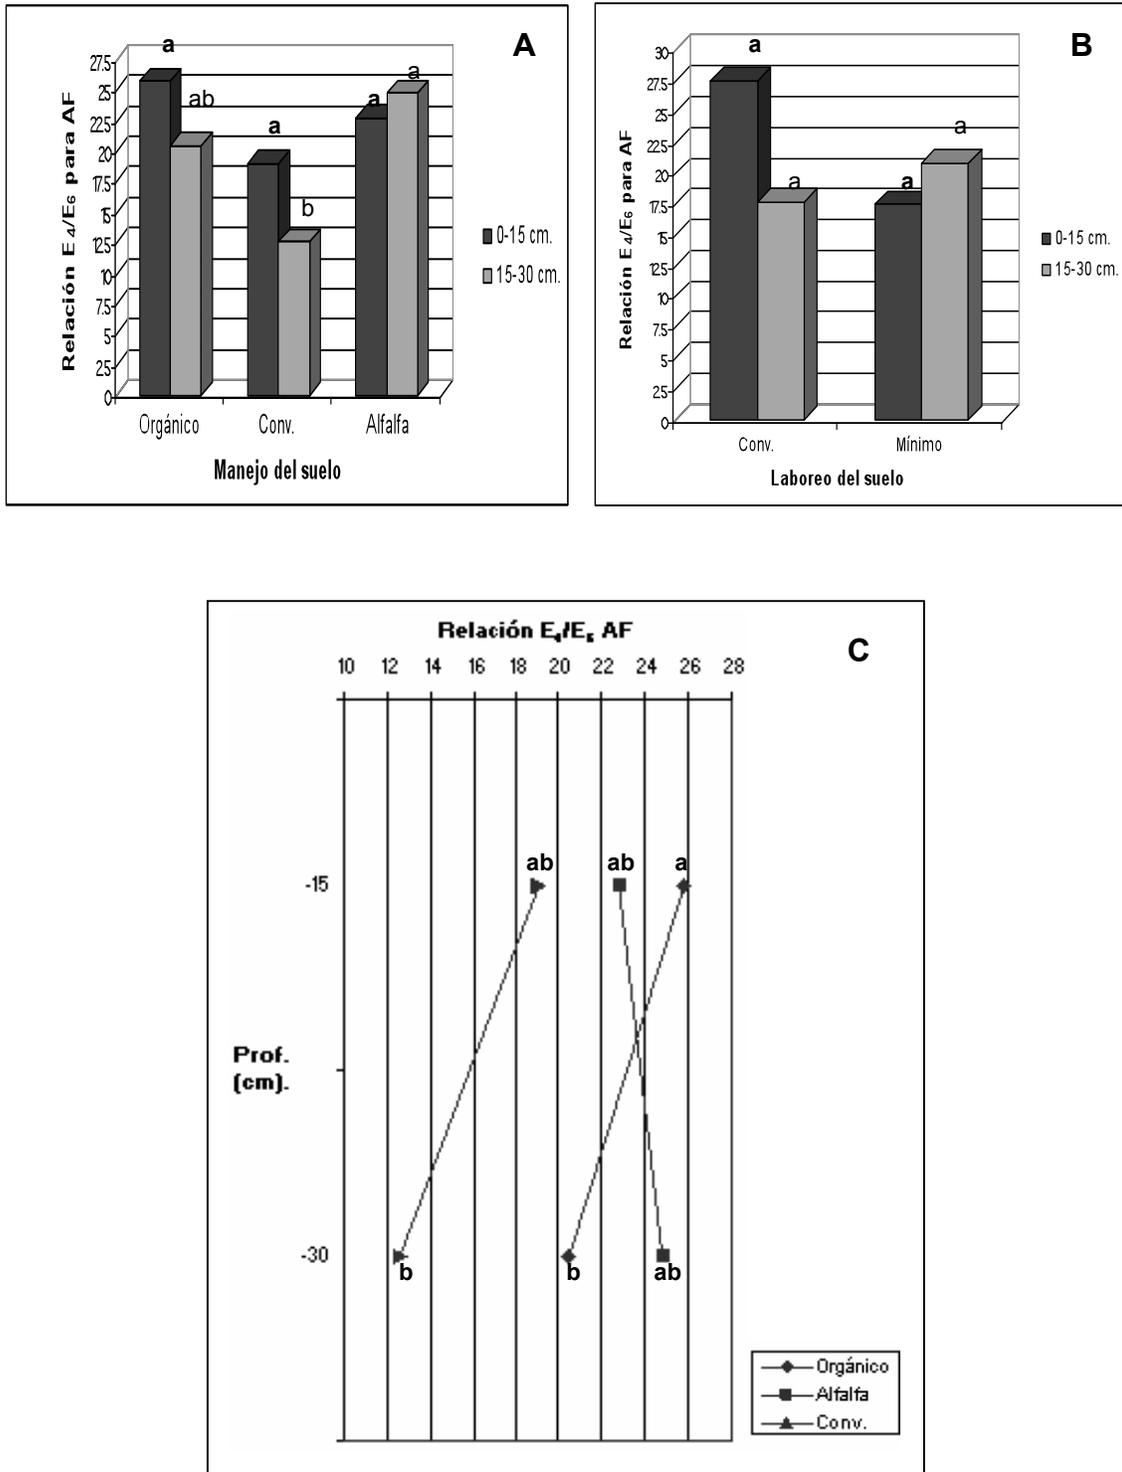 A
a
27.5
25
22.5
20
17.5
15
12.5
10
7.5
5
2.5
0
Relación E4/E6 para AF
ab
a
b
a
a
Orgánico Conv. Alfalfa
Manejo del suelo
0-15 cm.
15-30 cm.
B
a
30
27.5
25
22.5
20
17.5
15
12.5
10
7.5
5
2.5
0
Relación E4/E6 para AF
a
a
a
Conv. Mínimo
Laboreo del suelo
0-15 cm.
15-30 cm.
Relación E4/E6 AF
C
10 12 14 16 18 20 22 24 26 28
ab ab a
-15
Prof.
(cm).
-30
b b ab
Orgánico
Alfalfa
Conv.